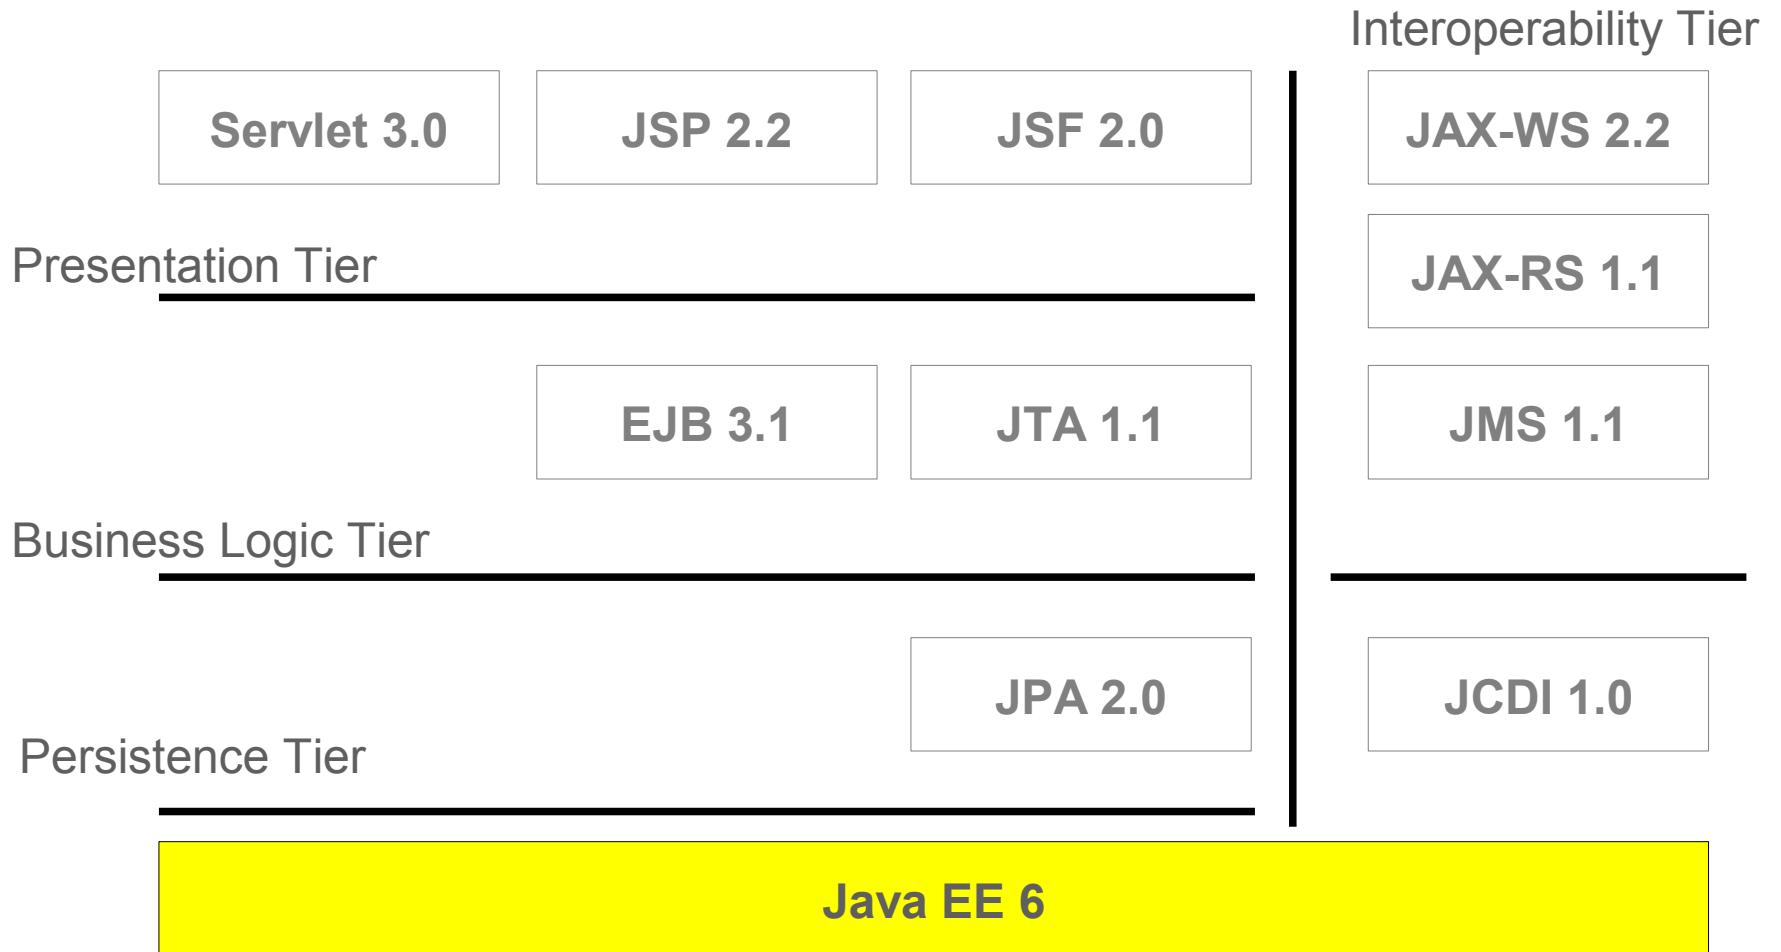 Interoperability Tier
Servlet 3.0
JSP 2.2
JSF 2.0
JAX-WS 2.2
Presentation Tier
JAX-RS 1.1
EJB 3.1
JTA 1.1
JMS 1.1
Business Logic Tier
JPA 2.0
JCDI 1.0
Persistence Tier
Java EE 6